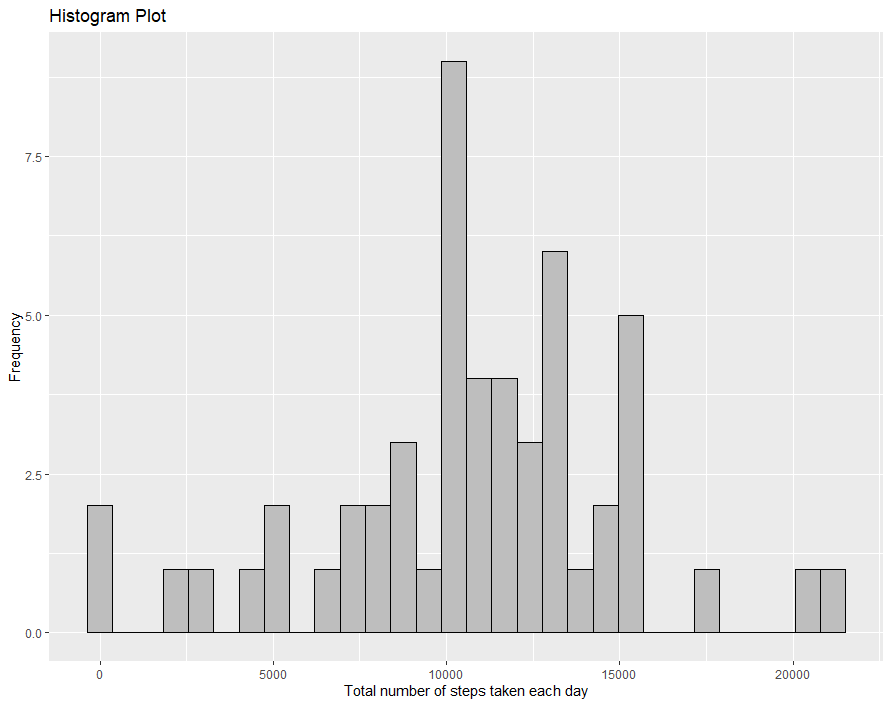 Histogram Plot
7.5
5.0
2.5
0.0
Frequency
0 5000 10000 15000 20000
Total number of steps taken each day